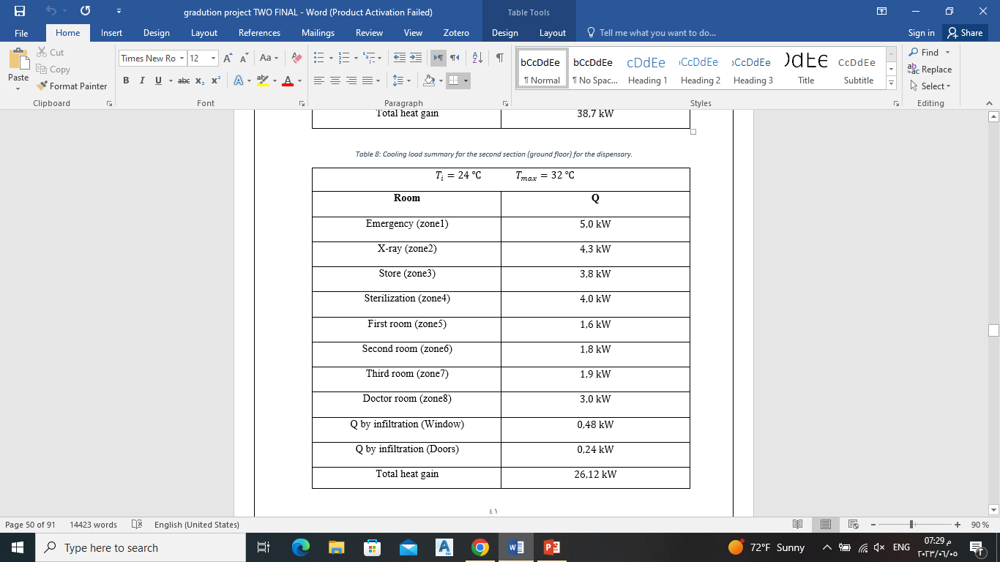 gradution project TWO FINAL - Word (Product Activation Failed)
Table Tools
File Home Insert Design Layout References Mailings Review View Zotero Design Layout Tell me what you want to do... Sign in Share
Paste
Cut
Copy
Format Painter
Times New Ro 12
Aa
B I U abc x₂ x²
bCcDdEe bCcDdEe cDdEe ıCcDdEe ɔCcDdEe CcDdEe
¶ Normal ¶ No Spac... Heading 1 Heading 2 Heading 3 Title Subtitle
Find
Replace
Select
Clipboard Font Paragraph Styles Editing
Total heat gain 38,7 kW
Table 8: Cooling load summary for the second section (ground floor) for the dispensary.
Tᵢ = 24 ℃ Tₘₐₓ = 32 ℃
Room Q
Emergency (zone1) 5,0 kW
X-ray (zone2) 4,3 kW
Store (zone3) 3,8 kW
Sterilization (zone4) 4,0 kW
First room (zone5) 1,6 kW
Second room (zone6) 1,8 kW
Third room (zone7) 1,9 kW
Doctor room (zone8) 3,0 kW
Q by infiltration (Window) 0,48 kW
Q by infiltration (Doors) 0,24 kW
Total heat gain 26,12 kW
٤١
Page 50 of 91 14423 words English (United States) 90 %
Type here to search
72°F Sunny ENG
07:29 م
٢٠٢٣/٠٦/٠٥